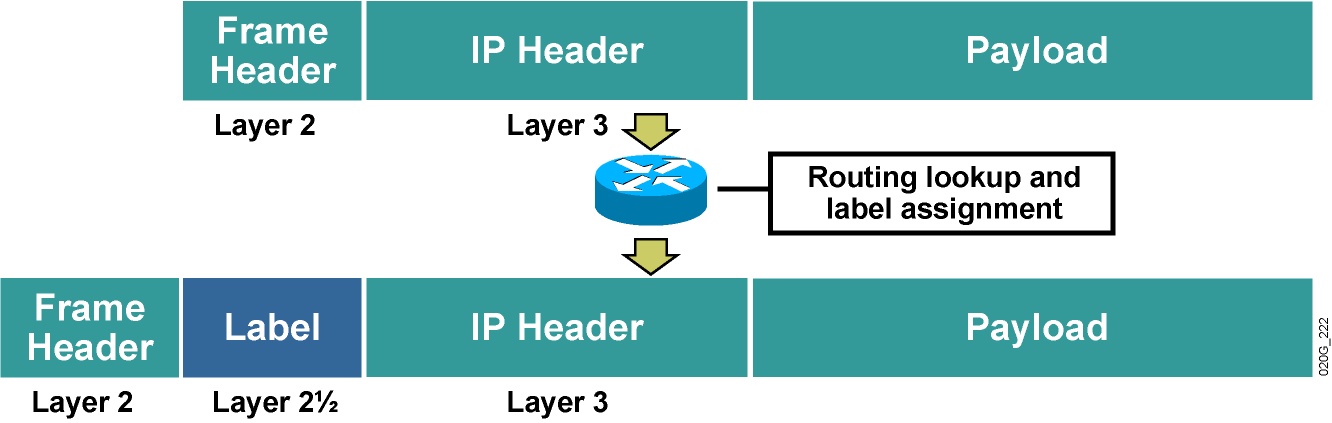 Frame
Header
IP Header
Payload
Layer 2
Layer 3
Routing lookup and
label assignment
Frame
Header
Label
IP Header
Payload
Layer 2
Layer 2½
Layer 3
020G_222